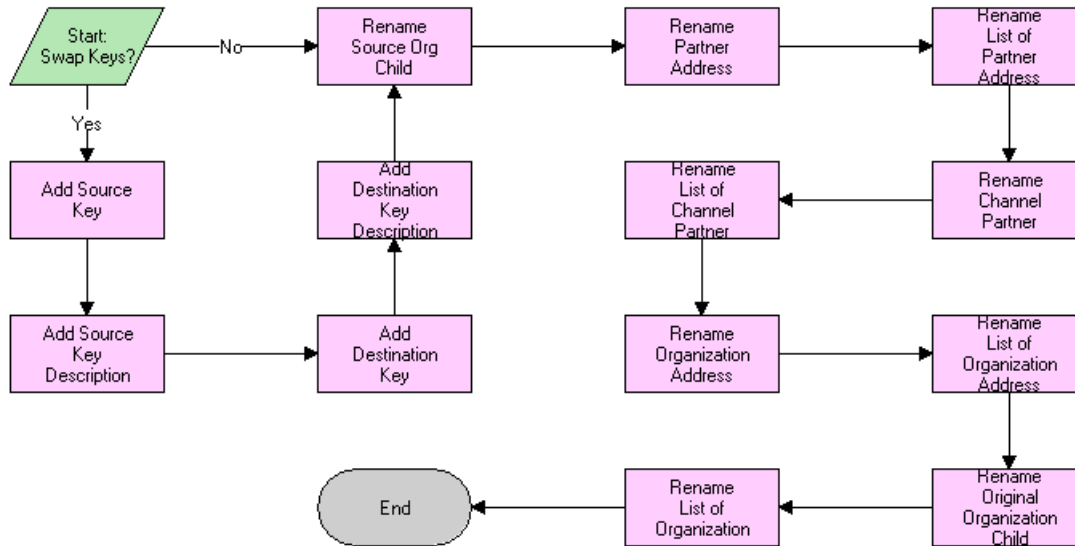 Start:
Swap Keys?
No
Rename
Source Org
Child
Rename
Partner
Address
Rename
List of
Partner
Address
Yes
Add Source
Key
Add
Destination
Key
Description
Rename
List of
Channel
Partner
Rename
Channel
Partner
Add Source
Key
Description
Add
Destination
Key
Rename
Organization
Address
Rename
List of
Organization
Address
End
Rename
List of
Organization
Rename
Original
Organization
Child